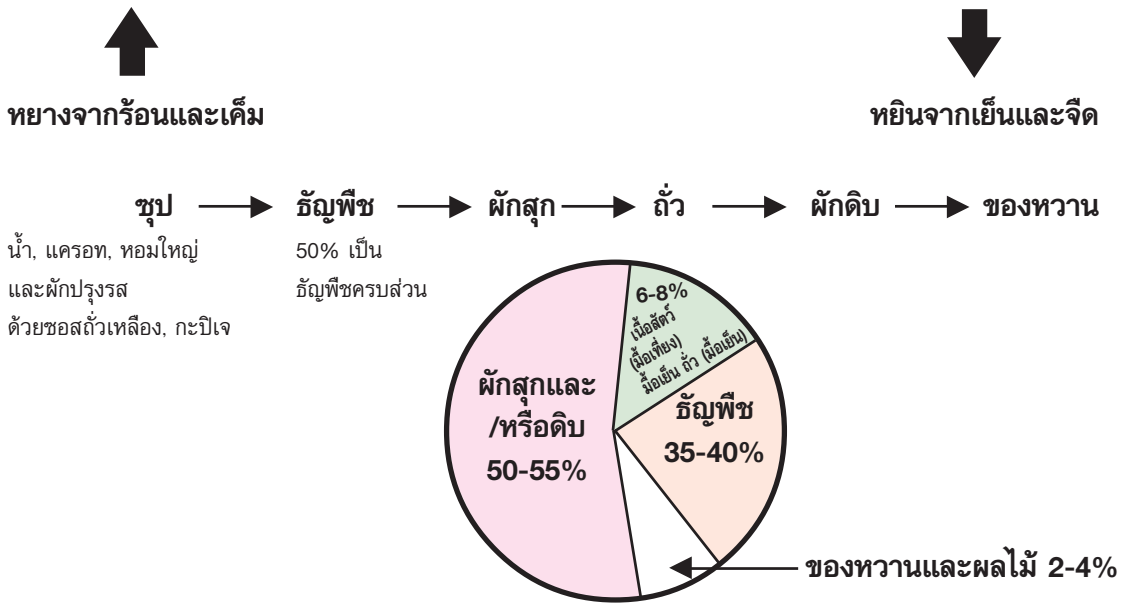 หยางจากร้อนและเค็ม
หยินจากเย็นและจืด
ซุป
ธัญพืช
ผักสุก
ถั่ว
ผักดิบ
ของหวาน
น้ำ, แครอท, หอมใหญ่
และผักปรุงรส
ด้วยซอสถั่วเหลือง, กะปิเจ
50% เป็น
ธัญพืชครบส่วน
6-8%
เนื้อสัตว์
(มื้อเที่ยง)
มื้อเย็น ถั่ว (มื้อเย็น)
ผักสุกและ
/หรือดิบ
50-55%
ธัญพืช
35-40%
ของหวานและผลไม้ 2-4%